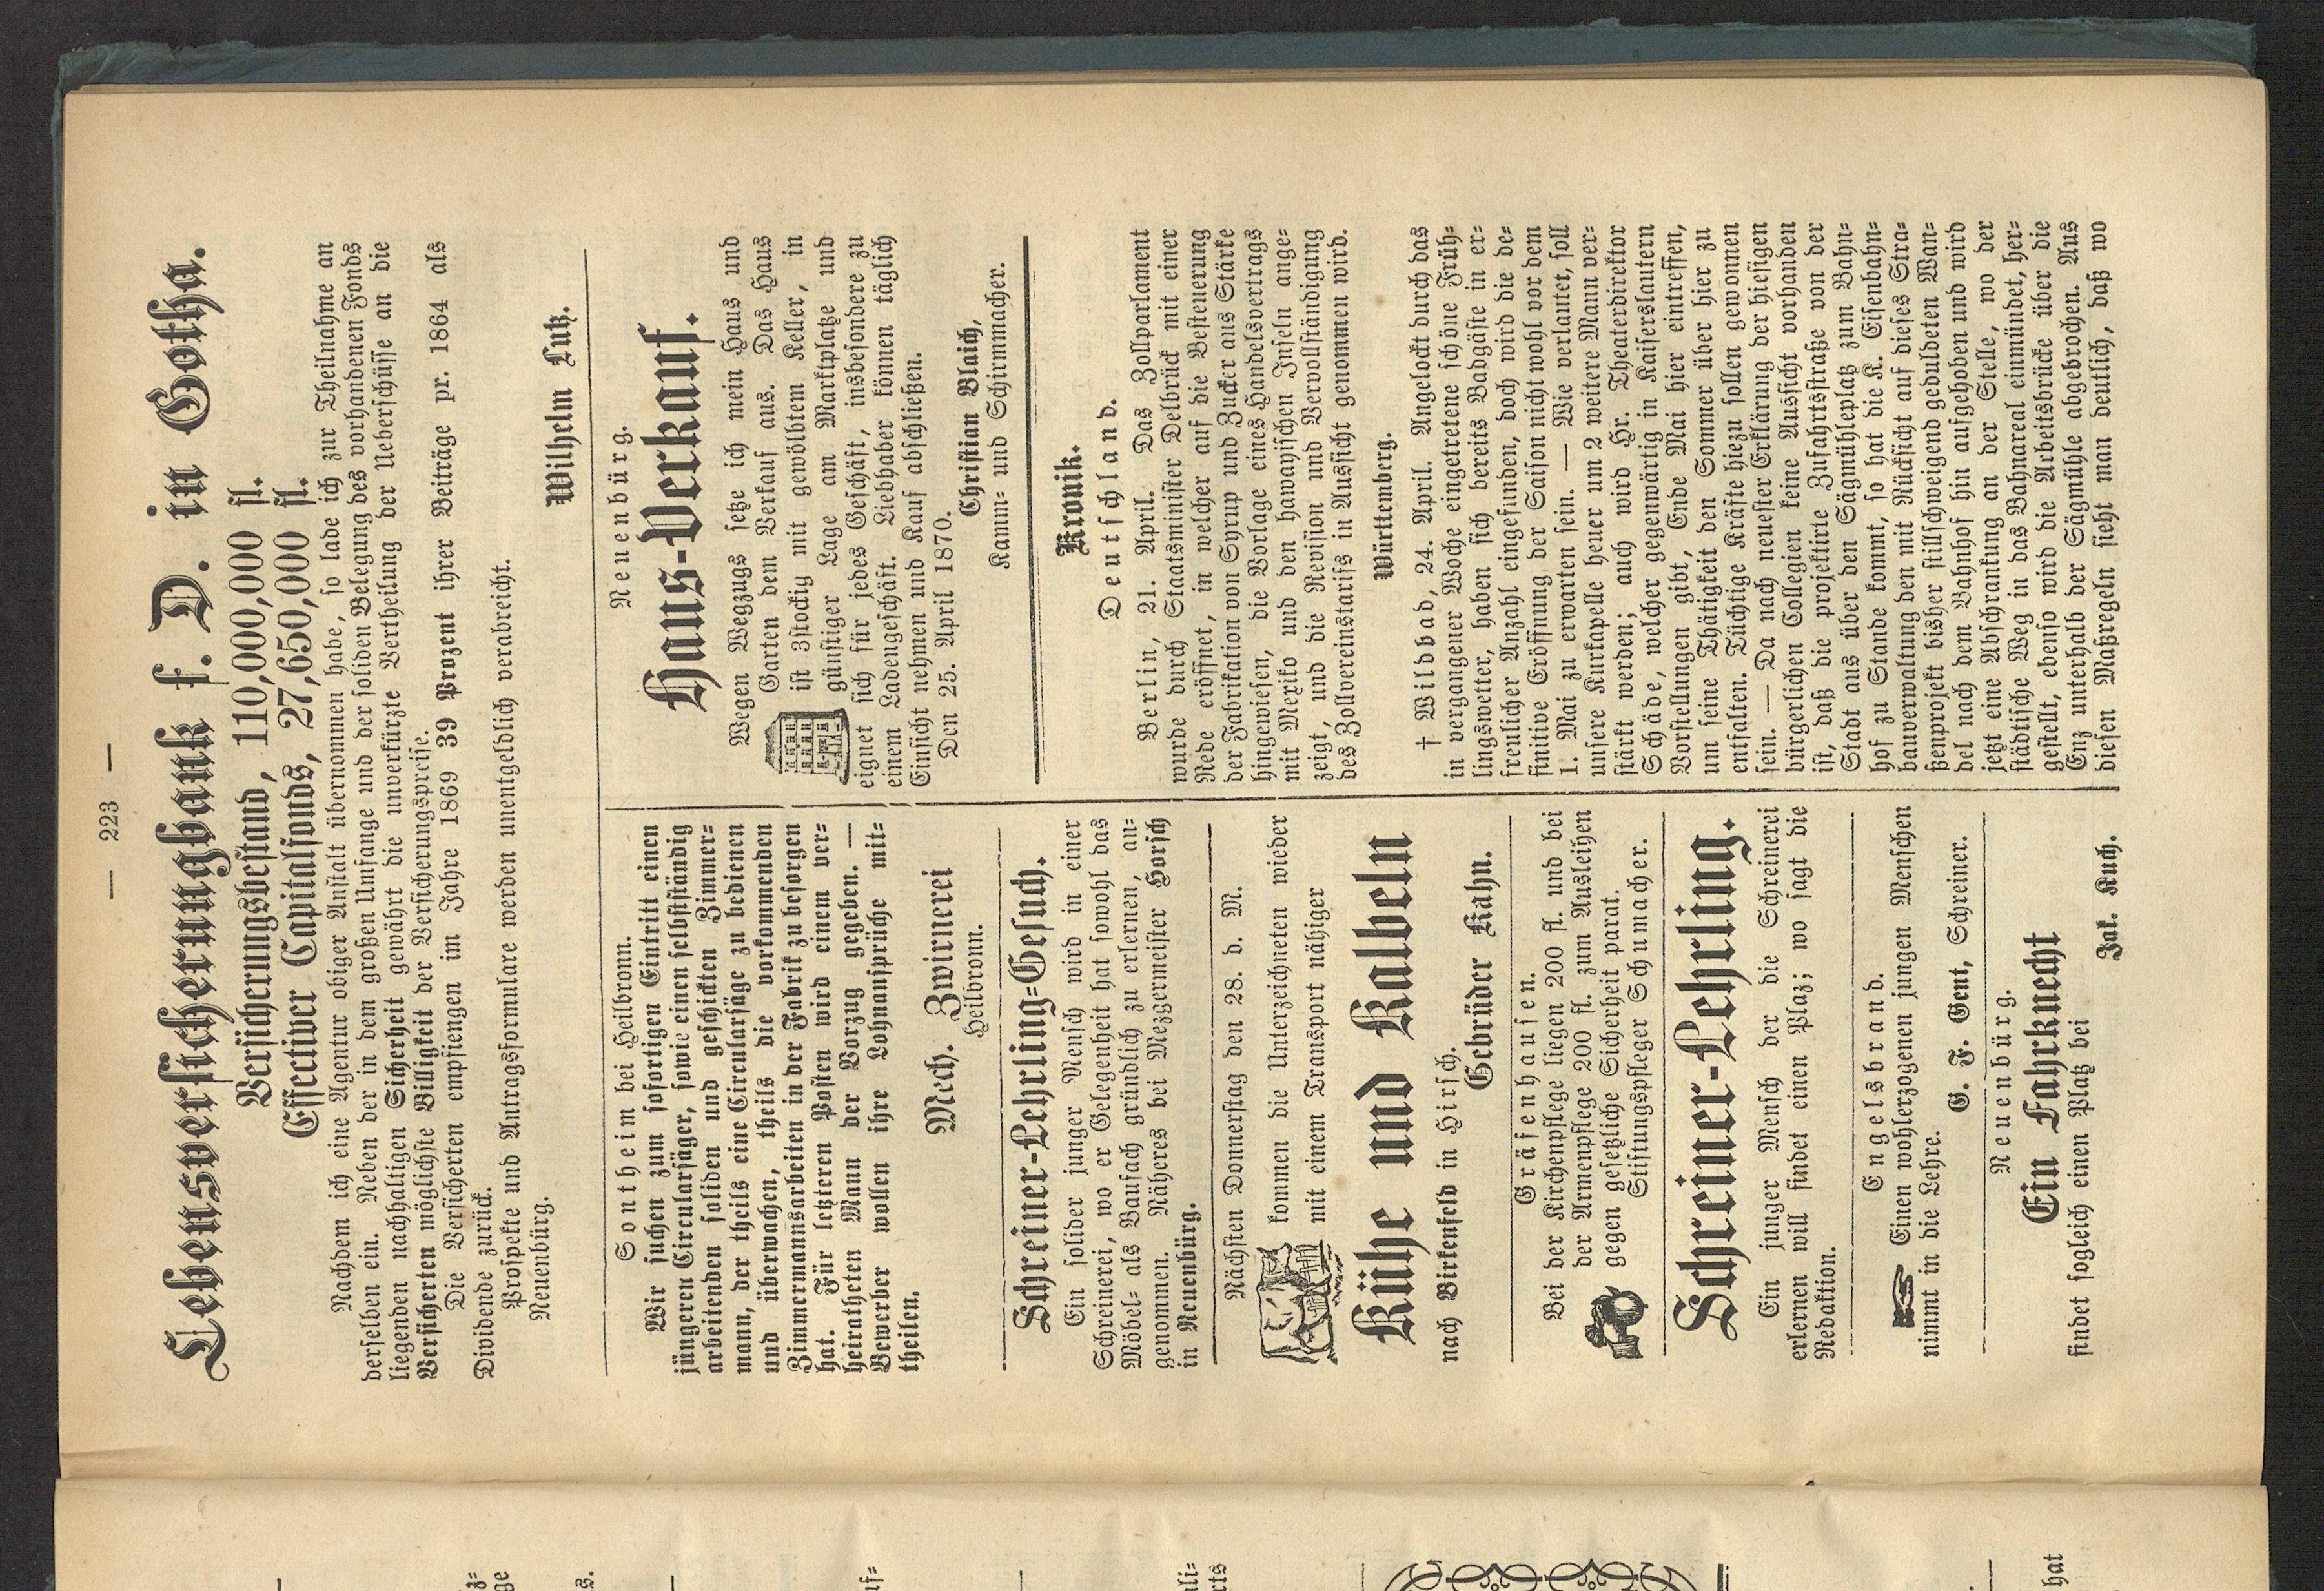 — 223 —
Lebensversicherungbank f. D. in Gotha.
Versicherungsbestand, 110,000,000 fl.
Effectiver Capitalfonds, 27,650,000 fl.
Nachdem ich eine Agentur obiger Anstalt übernommen habe, so lade ich zur Theilnahme an
derselben ein. Neben der in dem großen Umfange und der soliden Belegung des vorhandenen Fonds
liegenden nachhaltigen Sicherheit gewährt die unverkürzte Vertheilung der Ueberschüsse an die
Versicherten möglichste Billigkeit der Versicherungspreise.
Die Versicherten empfiengen im Jahre 1869 39 Prozent ihrer Beiträge pr. 1864 als
Dividende zurück.
Prospekte und Antragsformulare werden unentgeldlich verabreicht.
Neuenbürg.
Wilhelm Lutz.
Sontheim bei Heilbronn.
Wir suchen zum sofortigen Eintritt einen
jüngeren Circularsäger, sowie einen selbstständig
arbeitenden soliden und geschickten Zimmer-
mann, der theils eine Circularsäge zu bedienen
und überwachen, theils die vorkommenden
Zimmermannsarbeiten in der Fabrik zu besorgen
hat. Für letzteren Posten wird einem ver-
heiratheten Mann der Vorzug gegeben. —
Bewerber wollen ihre Lohnansprüche mit-
theilen.
Mech. Zwirnerei
Heilbronn.
Schreiner-Lehrling-Gesuch.
Ein solider junger Mensch wird in einer
Schreinerei, wo er Gelegenheit hat sowohl das
Möbel- als Baufach gründlich zu erlernen, an-
genommen. Näheres bei Mezgermeister Horsch
in Neuenbürg.
Nächsten Donnerstag den 28. d. M.
kommen die Unterzeichneten wieder
mit einem Transport nähiger
Kühe und Kalbeln
nach Birkenfeld in Hirsch.
Gebrüder Kahn.
Gräfenhausen.
Bei der Kirchenpflege liegen 200 fl. und bei
der Armenpflege 200 fl. zum Ausleihen
gegen gesetzliche Sicherheit parat.
Stiftungspfleger Schumacher.
Schreiner-Lehrling.
Ein junger Mensch der die Schreinerei
erlernen will findet einen Plaz; wo sagt die
Redaktion.
Engelsbrand.
Einen wohlerzogenen jungen Menschen
nimmt in die Lehre.
G. F. Gent, Schreiner.
Neuenbürg.
Ein Fahrknecht
findet sogleich einen Platz bei
Jak. Kuch.
Neuenbürg.
Haus-Verkauf.
Wegen Wegzugs setze ich mein Haus und
Garten dem Verkauf aus. Das Haus
ist 3stockig mit gewölbtem Keller, in
günstiger Lage am Marktplatze und
eignet sich für jedes Geschäft, insbesondere zu
einem Ladengeschäft. Liebhaber können täglich
Einsicht nehmen und Kauf abschließen.
Den 25. April 1870.
Christian Blaich,
Kamm- und Schirmmacher.
Kronik.
Deutschland.
Berlin, 21. April. Das Zollparlament
wurde durch Staatsminister Delbrück mit einer
Rede eröffnet, in welcher auf die Besteuerung
der Fabrikation von Syrup und Zucker aus Stärke
hingewiesen, die Vorlage eines Handelsvertrags
mit Mexiko und den hawaischen Inseln ange-
zeigt, und die Revision und Vervollständigung
des Zollvereinstarifs in Aussicht genommen wird.
Württemberg.
† Wildbad, 24. April. Angelockt durch das
in vergangener Woche eingetretene schöne Früh-
lingswetter, haben sich bereits Badgäste in er-
freulicher Anzahl eingefunden, doch wird die de-
finitive Eröffnung der Saison nicht wohl vor dem
1. Mai zu erwarten sein. — Wie verlautet, soll
unsere Kurkapelle heuer um 2 weitere Mann ver-
stärkt werden; auch wird Hr. Theaterdirektor
Schäde, welcher gegenwärtig in Kaiserslautern
Vorstellungen gibt, Ende Mai hier eintreffen,
um seine Thätigkeit den Sommer über hier zu
entfalten. Tüchtige Kräfte hiezu sollen gewonnen
sein. — Da nach neuester Erklärung der hiesigen
bürgerlichen Collegien keine Aussicht vorhanden
ist, daß die projektirte Zufahrtsstraße von der
Stadt aus über den Sägmühleplatz zum Bahn-
hof zu Stande kommt, so hat die K. Eisenbahn-
bauverwaltung den mit Rücksicht auf dieses Stra-
ßenprojekt bisher stillschweigend geduldeten Wan-
del nach dem Bahnhof hin aufgehoben und wird
jetzt eine Abschrankung an der Stelle, wo der
städtische Weg in das Bahnareal einmündet, her-
gestellt, ebenso wird die Arbeitsbrücke über die
Enz unterhalb der Sägmühle abgebrochen. Aus
diesen Maßregeln sieht man deutlich, daß wo